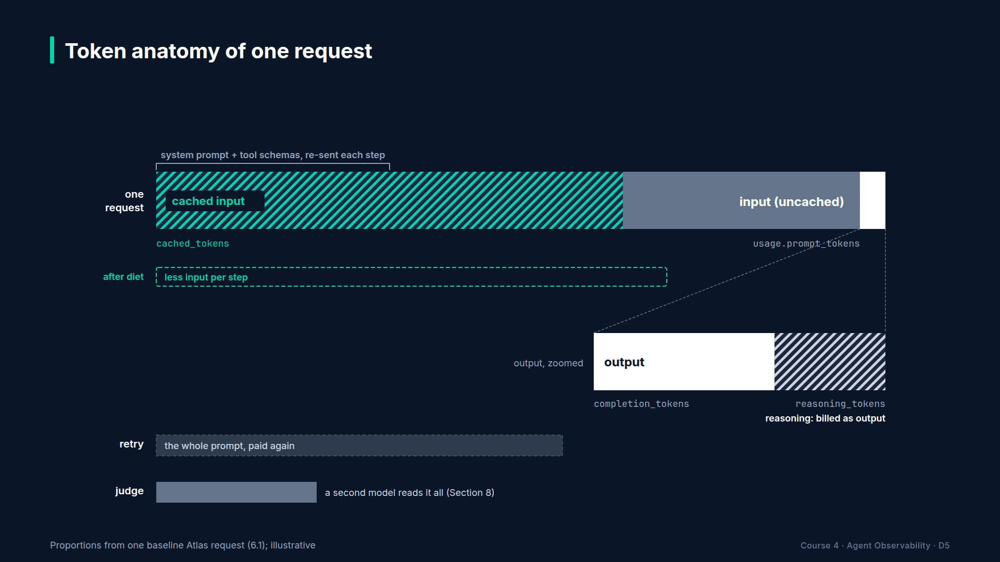 Token anatomy of one request
system prompt + tool schemas, re-sent each step
one
request
cached input
input (uncached)
cached_tokens
usage.prompt_tokens
after diet
less input per step
output, zoomed
output
completion_tokens
reasoning_tokens
reasoning: billed as output
retry
the whole prompt, paid again
judge
a second model reads it all (Section 8)
Proportions from one baseline Atlas request (6.1); illustrative
Course 4 · Agent Observability · D5